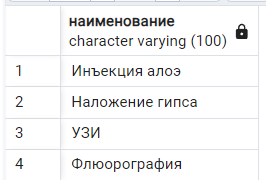 наименование
character varying (100)
1 Инъекция алоэ
2 Наложение гипса
3 УЗИ
4 Флюорография